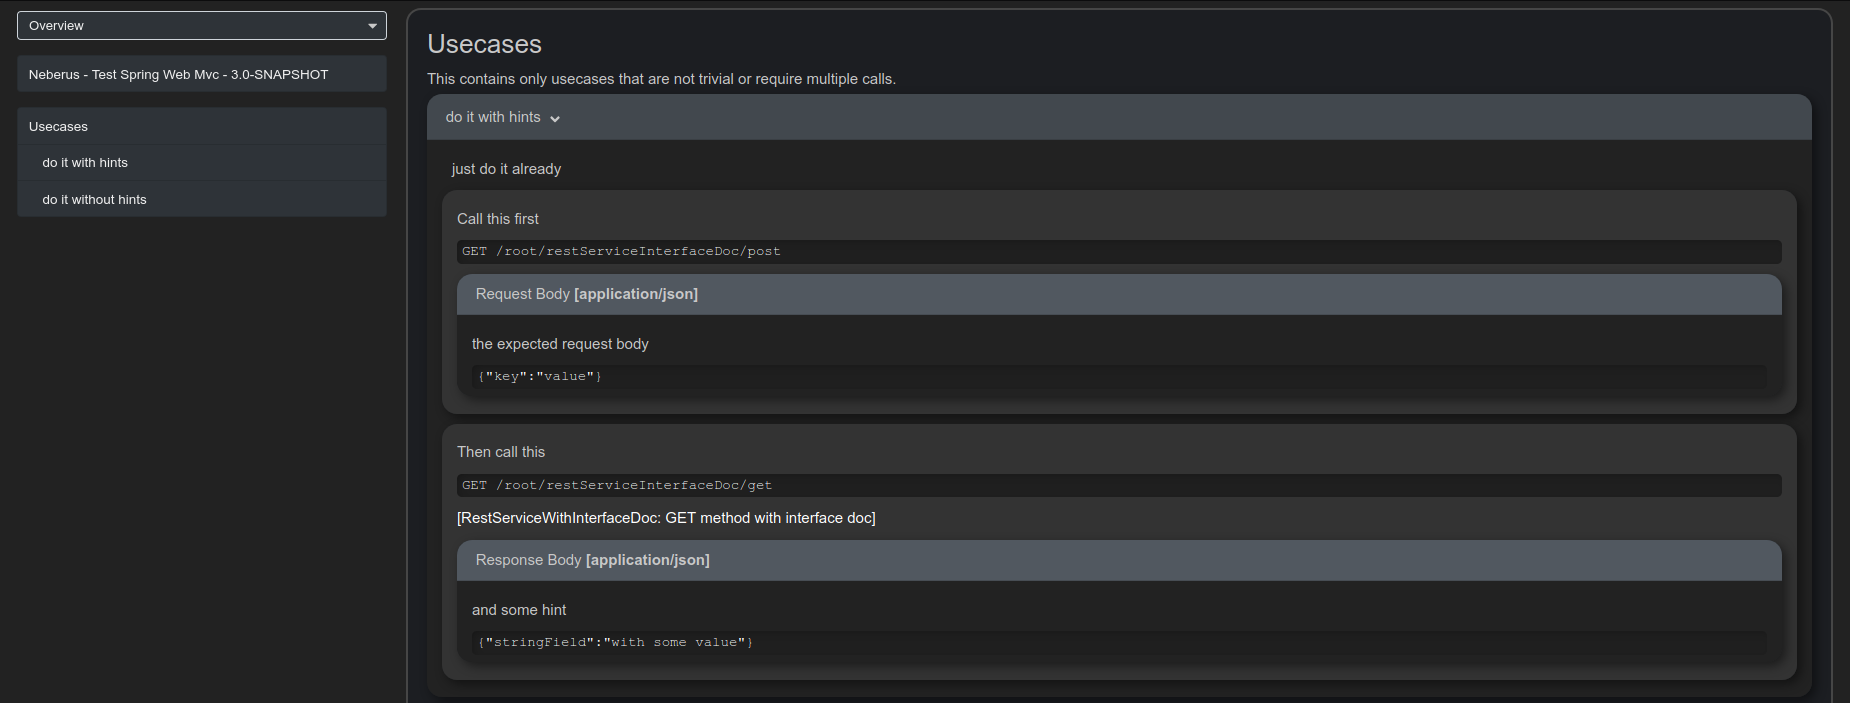 Overview
Neberus - Test Spring Web Mvc - 3.0-SNAPSHOT
Usecases
do it with hints
do it without hints
Usecases
This contains only usecases that are not trivial or require multiple calls.
do it with hints
just do it already
Call this first
GET /root/restServiceInterfaceDoc/post
Request Body [application/json]
the expected request body
{"key":"value"}
Then call this
GET /root/restServiceInterfaceDoc/get
[RestServiceWithInterfaceDoc: GET method with interface doc]
Response Body [application/json]
and some hint
{"stringField":"with some value"}